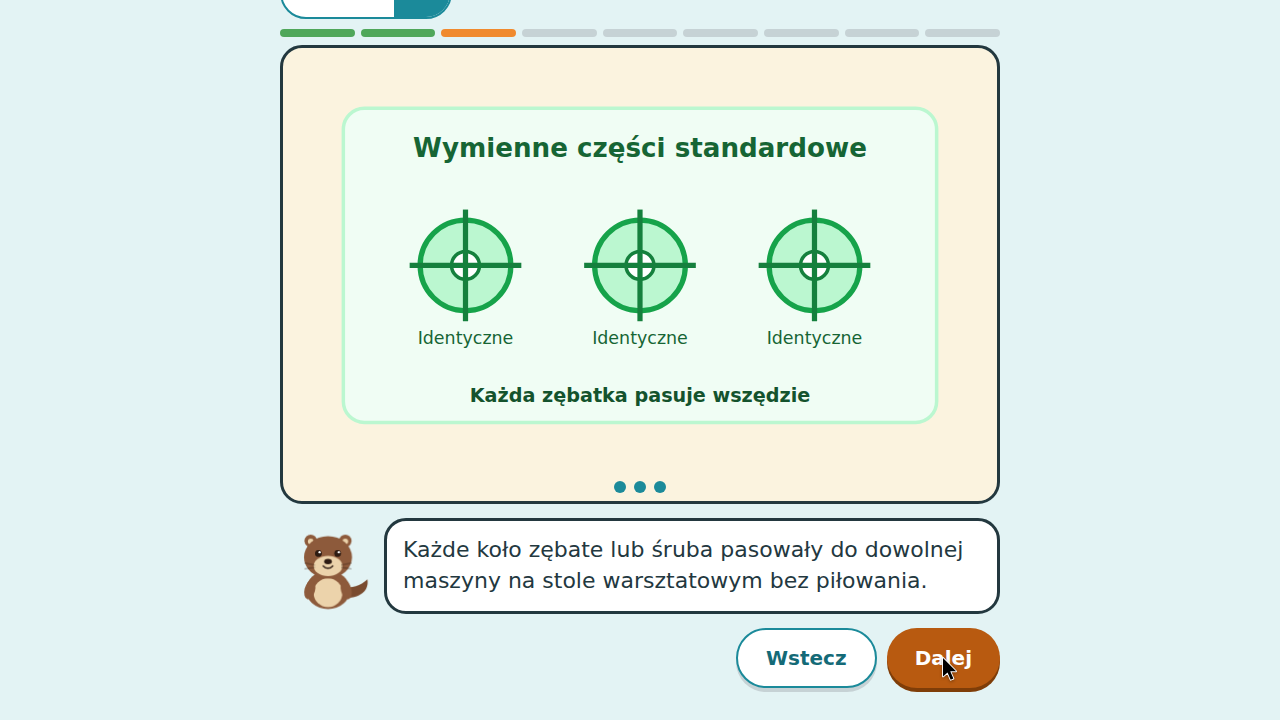 Wymienne części standardowe
Identyczne
Identyczne
Identyczne
Każda zębatka pasuje wszędzie
Każde koło zębate lub śruba pasowały do dowolnej
maszyny na stole warsztatowym bez piłowania.
Wstecz
Dalej